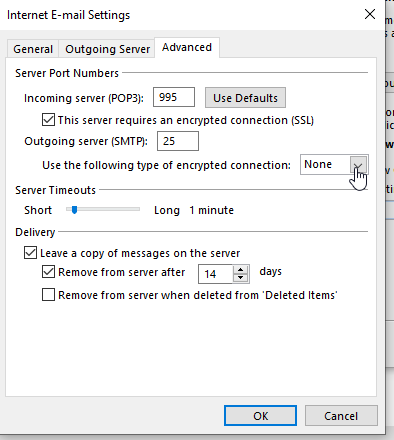 Internet E-mail Settings
General Outgoing Server Advanced
Server Port Numbers
Incoming server (POP3): 995 Use Defaults
This server requires an encrypted connection (SSL)
Outgoing server (SMTP): 25
Use the following type of encrypted connection: None
Server Timeouts
Short Long 1 minute
Delivery
Leave a copy of messages on the server
Remove from server after 14 days
Remove from server when deleted from 'Deleted Items'
OK Cancel